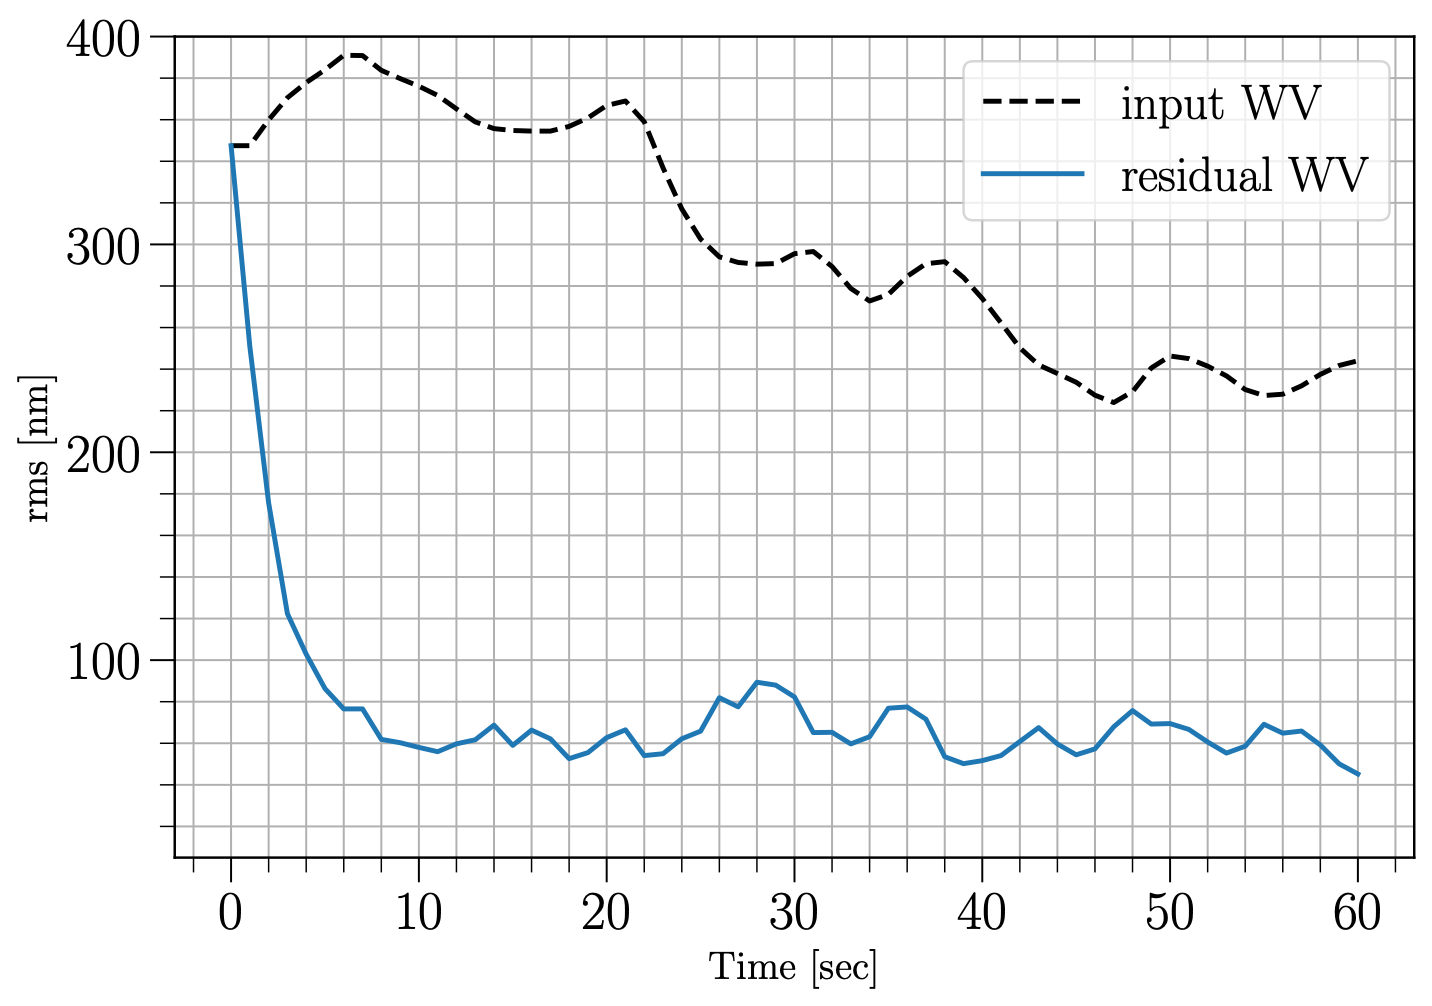 400
300
200
100
rms [nm]
input WV
residual WV
0 10 20 30 40 50 60
Time [sec]